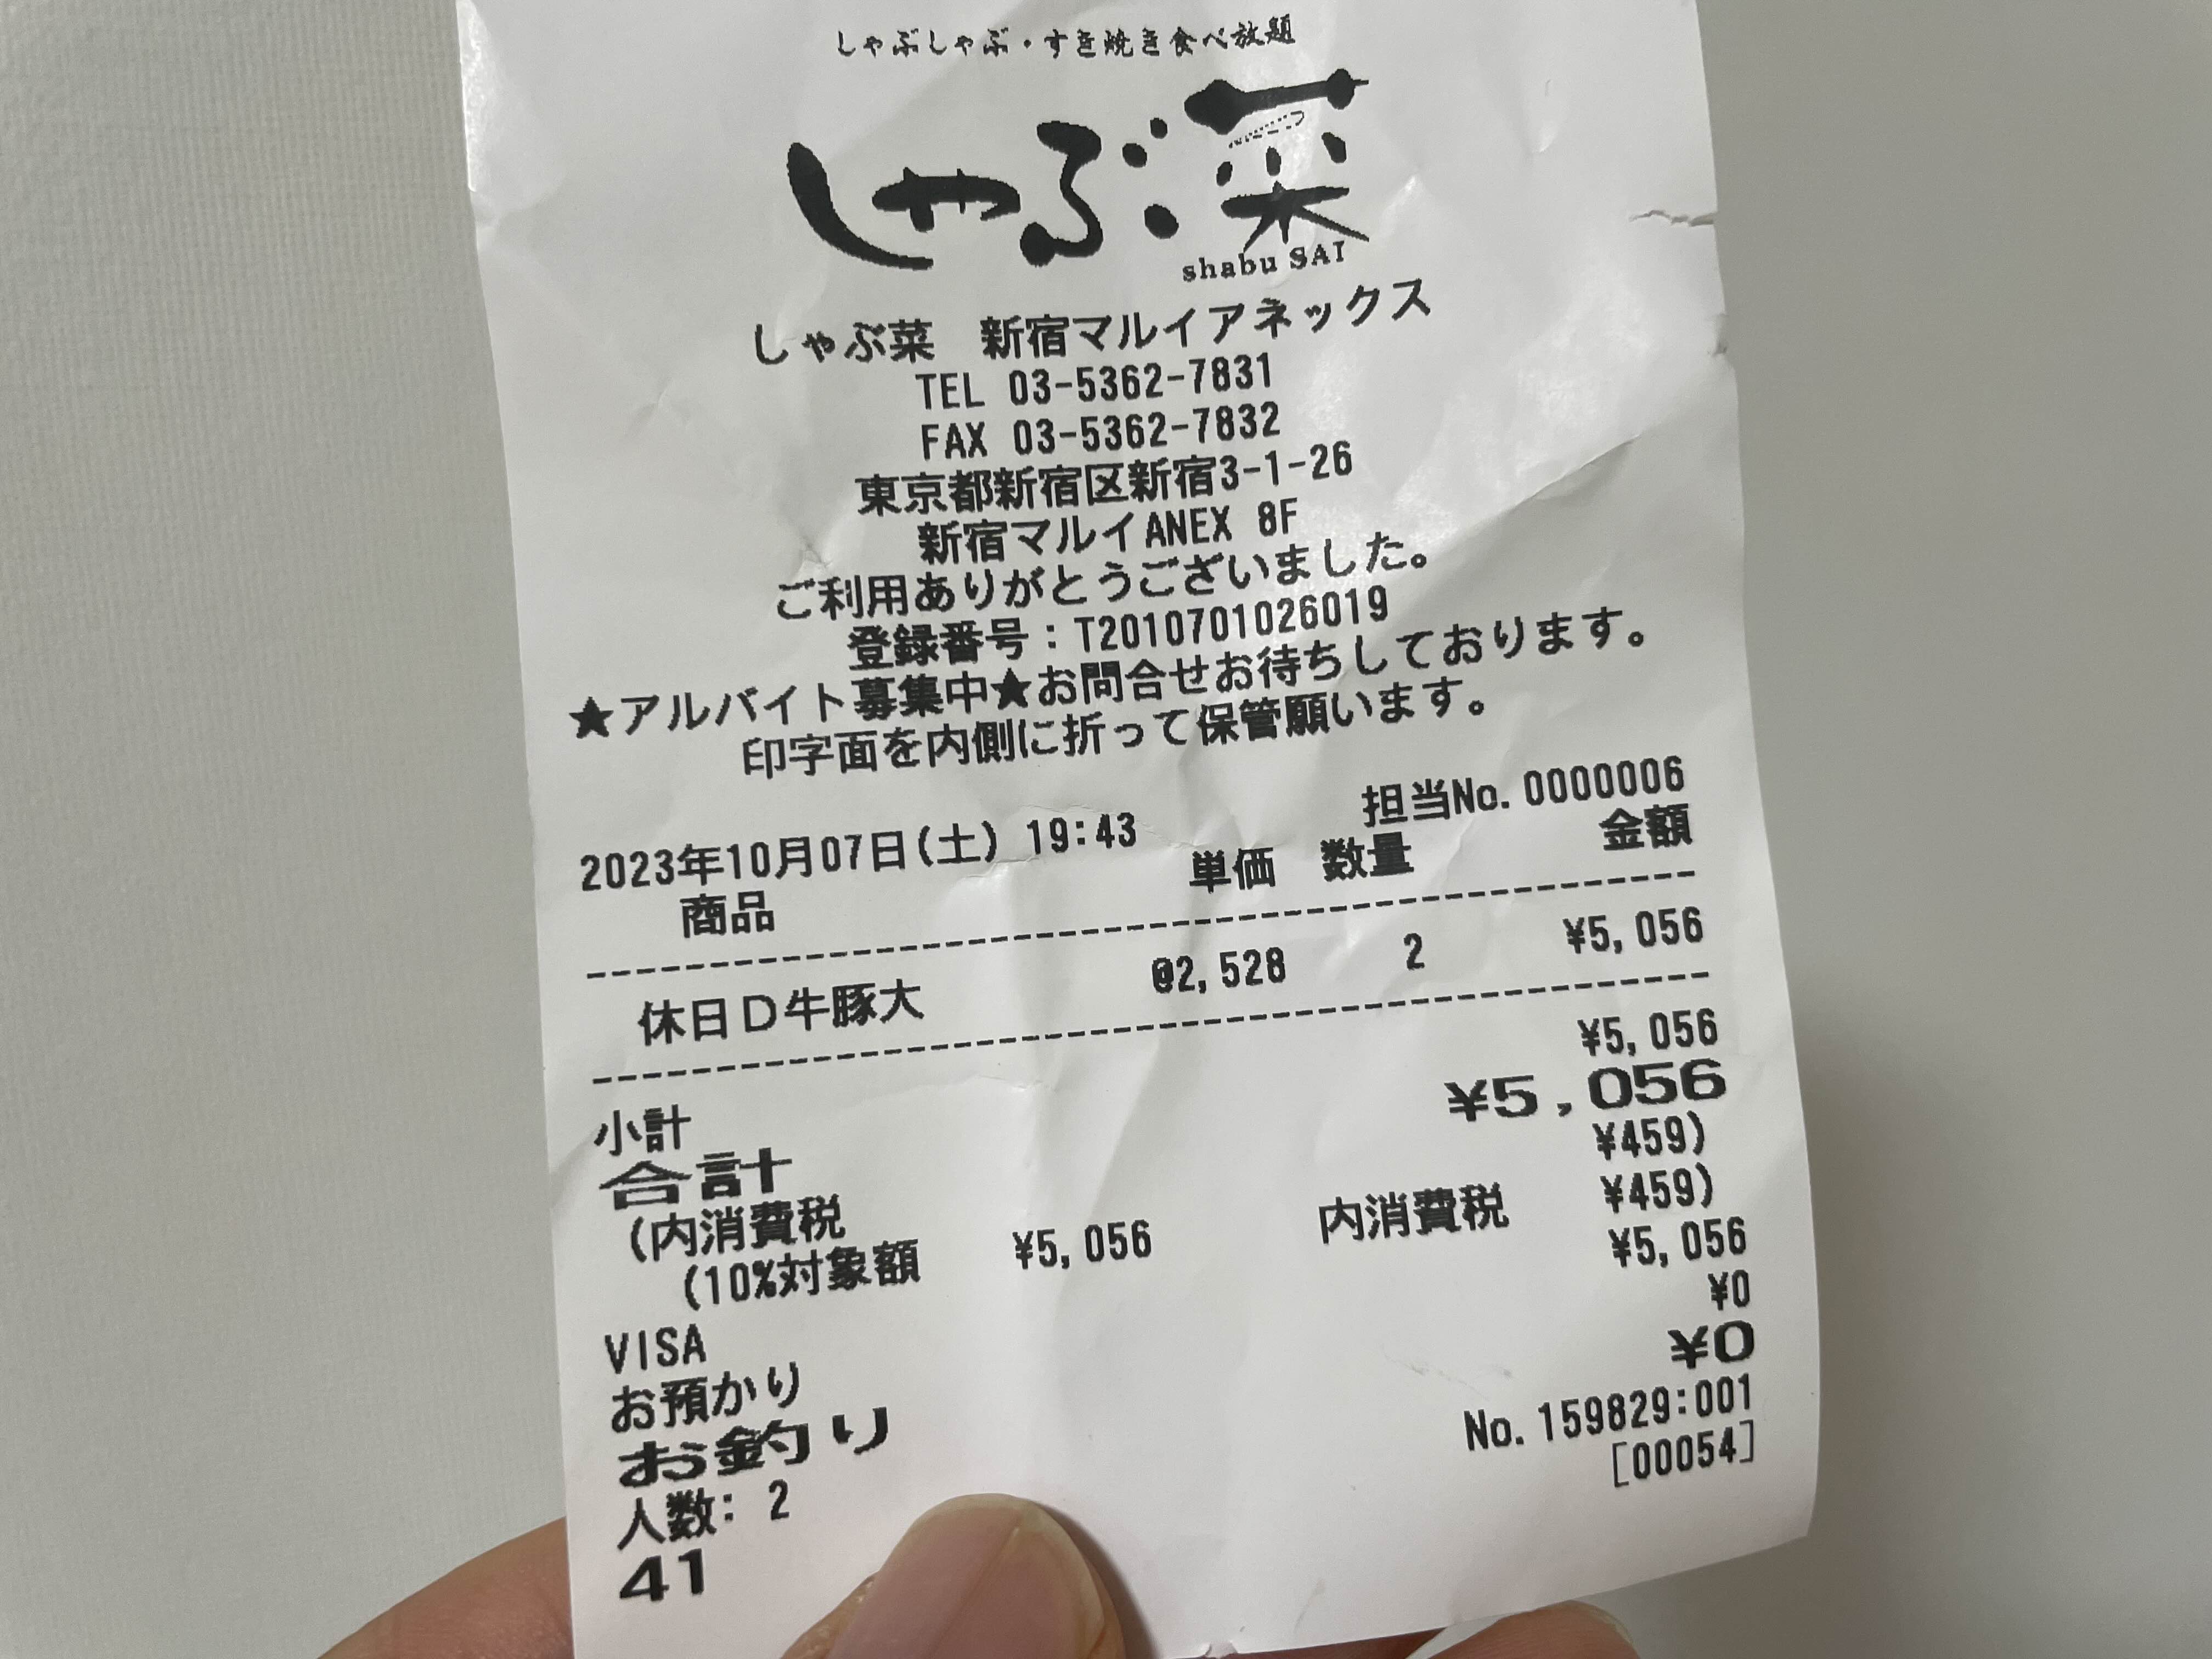 しゃぶしゃぶ・すき焼き食べ放題
しゃぶ菜
shabu SAI
しゃぶ菜　新宿マルイアネックス
TEL 03-5362-7831
FAX 03-5362-7832
東京都新宿区新宿3-1-26
新宿マルイANEX 8F
ご利用ありがとうございました。
登録番号：T2010701026019
★アルバイト募集中★お問合せお待ちしております。
印字面を内側に折って保管願います。
担当No.0000006
2023年10月07日(土) 19:43
商品 単価 数量 金額
休日D牛豚大 @2,528 2 ¥5,056
小計 ¥5,056
合計 ¥5,056
(内消費税 ¥459)
(10%対象額 ¥5,056 内消費税 ¥459)
VISA ¥5,056
お預かり ¥0
お釣り ¥0
人数: 2 No.159829:001
41 [00054]